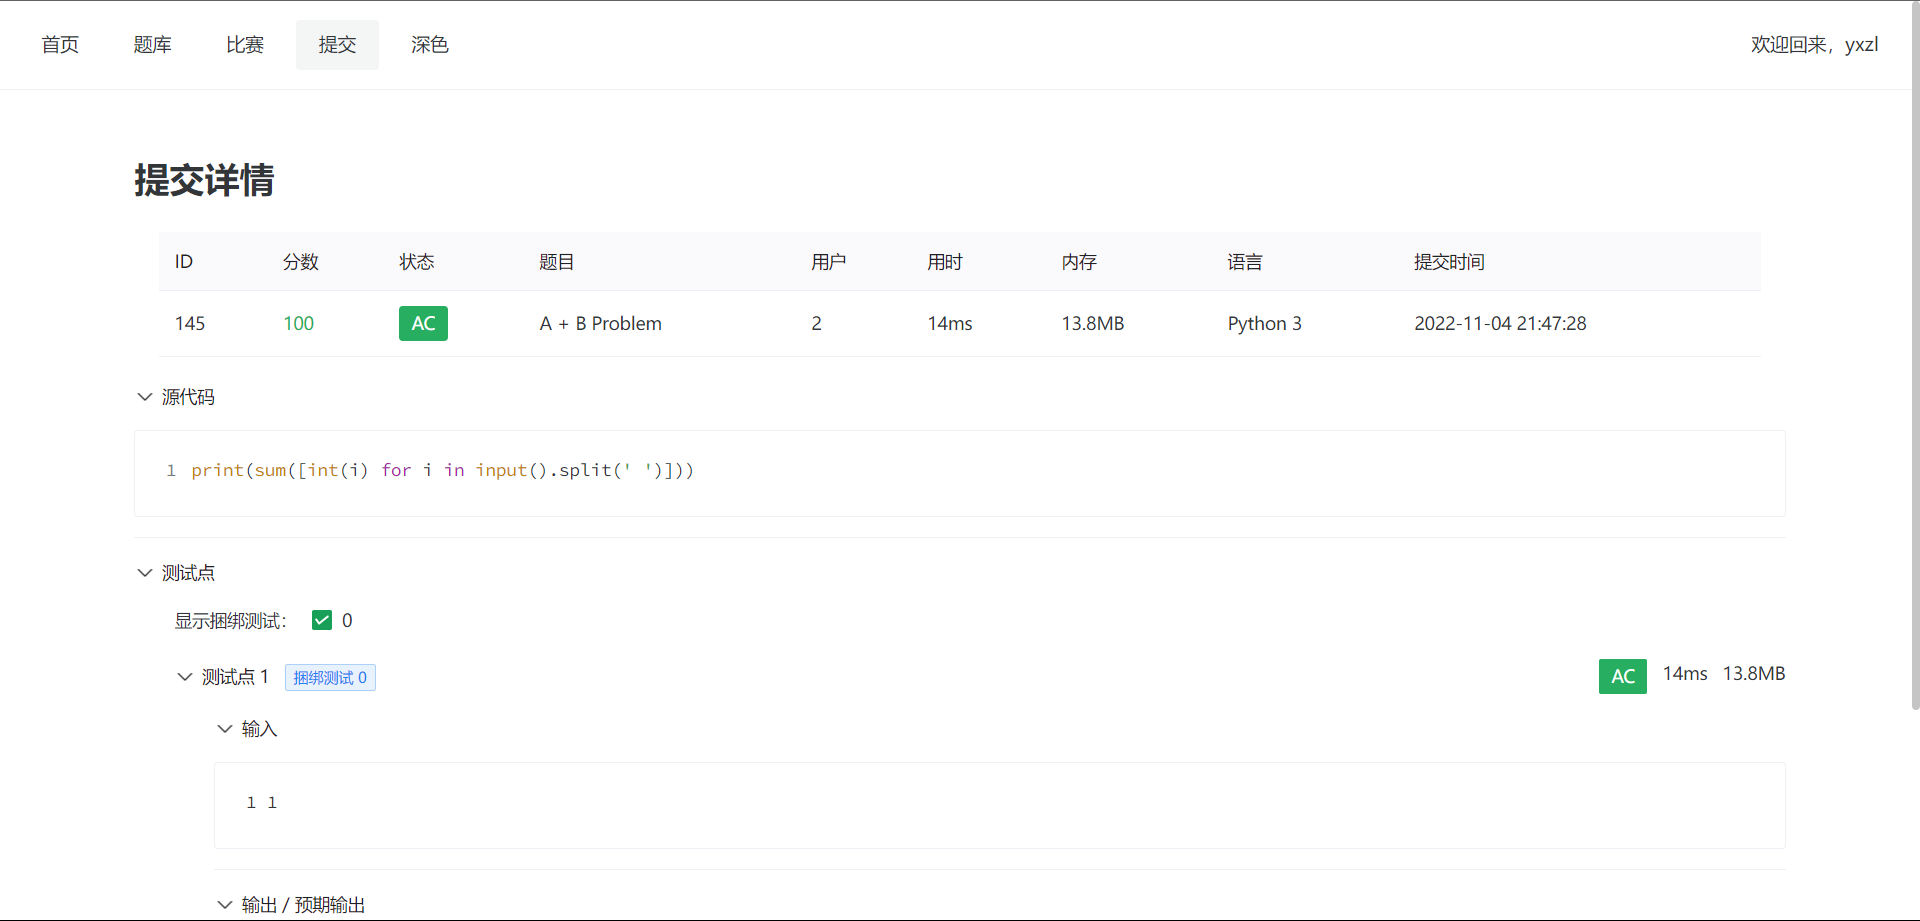 首页 题库 比赛 提交 深色 欢迎回来，yxzl
提交详情
ID 分数 状态 题目 用户 用时 内存 语言 提交时间
145 100 AC A + B Problem 2 14ms 13.8MB Python 3 2022-11-04 21:47:28
源代码
1 print(sum([int(i) for i in input().split(' ')]))
测试点
显示捆绑测试： 0
测试点 1 捆绑测试 0 AC 14ms 13.8MB
输入
1 1
输出 / 预期输出